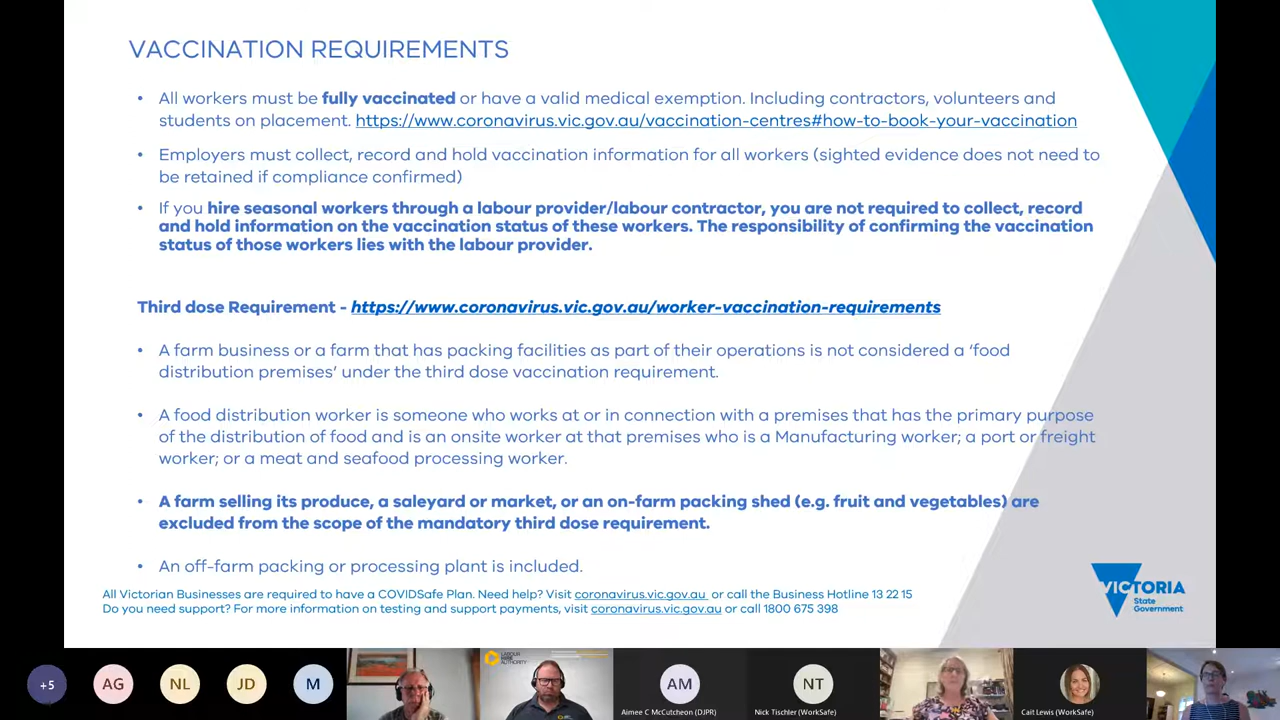 VACCINATION REQUIREMENTS
• All workers must be fully vaccinated or have a valid medical exemption. Including contractors, volunteers and
students on placement. https://www.coronavirus.vic.gov.au/vaccination-centres#how-to-book-your-vaccination
• Employers must collect, record and hold vaccination information for all workers (sighted evidence does not need to
be retained if compliance confirmed)
• If you hire seasonal workers through a labour provider/labour contractor, you are not required to collect, record
and hold information on the vaccination status of these workers. The responsibility of confirming the vaccination
status of those workers lies with the labour provider.
Third dose Requirement - https://www.coronavirus.vic.gov.au/worker-vaccination-requirements
• A farm business or a farm that has packing facilities as part of their operations is not considered a ‘food
distribution premises’ under the third dose vaccination requirement.
• A food distribution worker is someone who works at or in connection with a premises that has the primary purpose
of the distribution of food and is an onsite worker at that premises who is a Manufacturing worker; a port or freight
worker; or a meat and seafood processing worker.
• A farm selling its produce, a saleyard or market, or an on-farm packing shed (e.g. fruit and vegetables) are
excluded from the scope of the mandatory third dose requirement.
• An off-farm packing or processing plant is included.
All Victorian Businesses are required to have a COVIDSafe Plan. Need help? Visit coronavirus.vic.gov.au or call the Business Hotline 13 22 15
Do you need support? For more information on testing and support payments, visit coronavirus.vic.gov.au or call 1800 675 398
VICTORIA
State
Government
+5
AG
NL
JD
M
LABOUR
HIRE
AUTHORITY
AM
Aimee C McCutcheon (DJPR)
NT
Nick Tischler (WorkSafe)
Cait Lewis (WorkSafe)